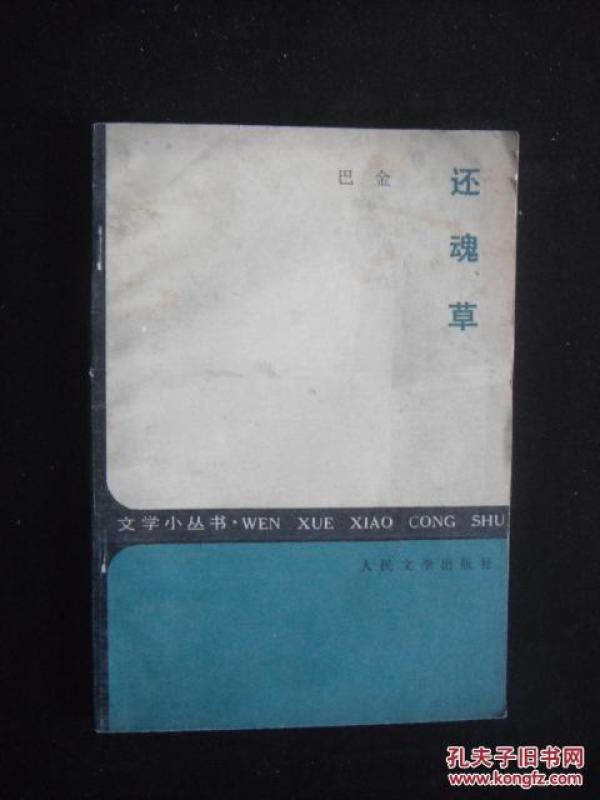 巴金
还魂草
文学小丛书·WEN XUE XIAO CONG SHU
人民文学出版社
孔夫子旧书网
www.kongfz.com